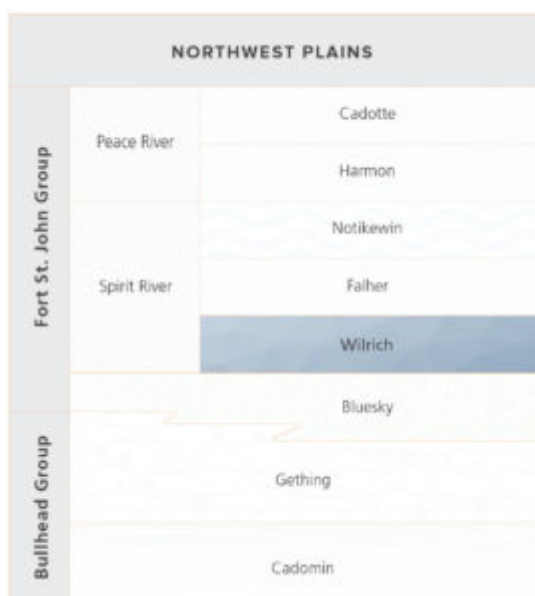 NORTHWEST PLAINS
Fort St. John Group
Peace River
Cadotte
Harmon
Spirit River
Notikewin
Falher
Wilrich
Bluesky
Bullhead Group
Gething
Cadomin